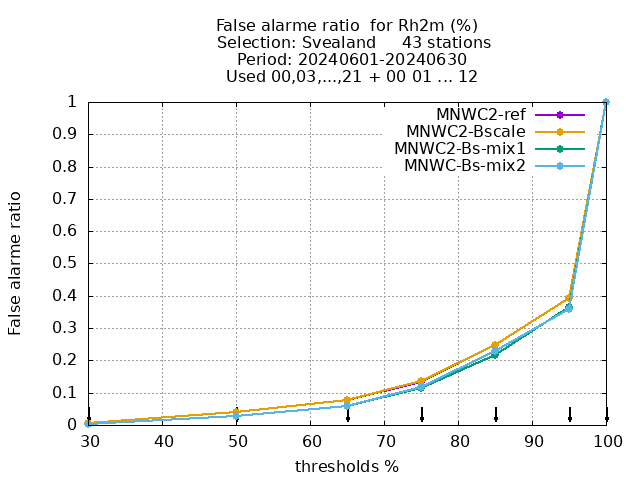 False alarme ratio  for Rh2m (%)
Selection: Svealand     43 stations
Period: 20240601-20240630
Used 00,03,...,21 + 00 01 ... 12
MNWC2-ref
MNWC2-Bscale
MNWC2-Bs-mix1
MNWC-Bs-mix2
False alarme ratio
1
0.9
0.8
0.7
0.6
0.5
0.4
0.3
0.2
0.1
0
30 40 50 60 70 80 90 100
thresholds %